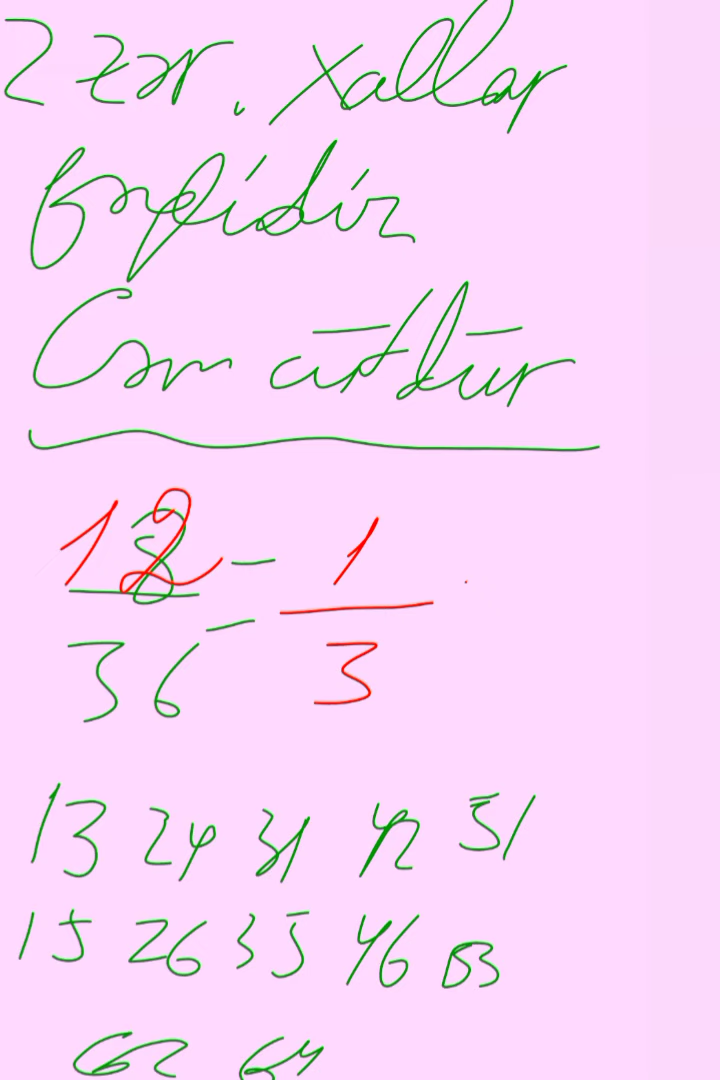 2 zər. xallar
fərqlidir
Cəm cütdür
12 = 1
36 3
13 24 31 42 51
15 26 35 46 53
62 64